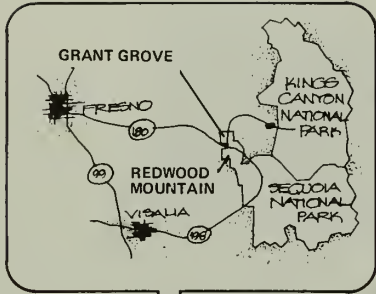 GRANT GROVE
KINGS
CANYON
NATIONAL
PARK
FRESNO
180
REDWOOD
MOUNTAIN
99
SEQUOIA
NATIONAL
PARK
VISALIA
198